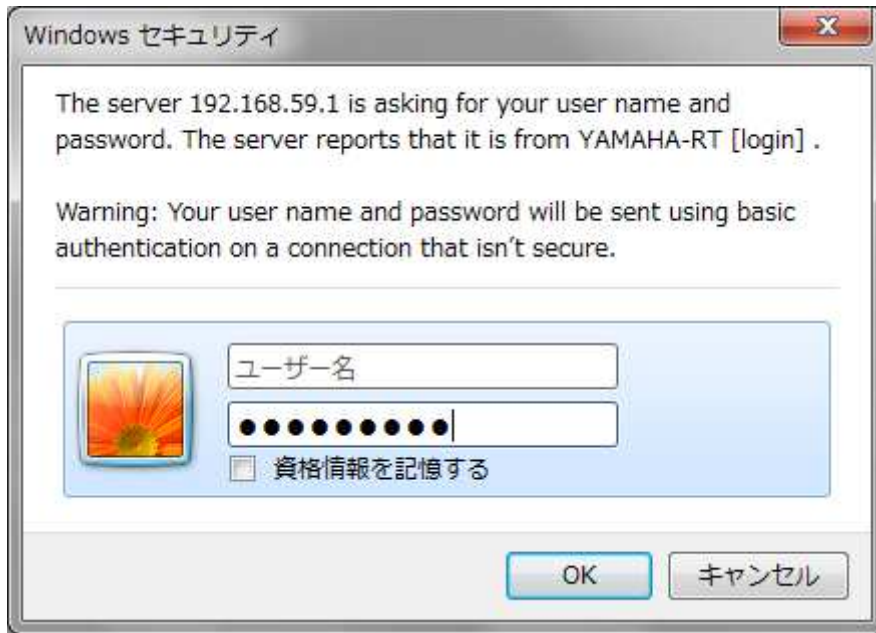 Windows セキュリティ
The server 192.168.59.1 is asking for your user name and
password. The server reports that it is from YAMAHA-RT [login] .
Warning: Your user name and password will be sent using basic
authentication on a connection that isn't secure.
ユーザー名
●●●●●●●●●
資格情報を記憶する
OK キャンセル